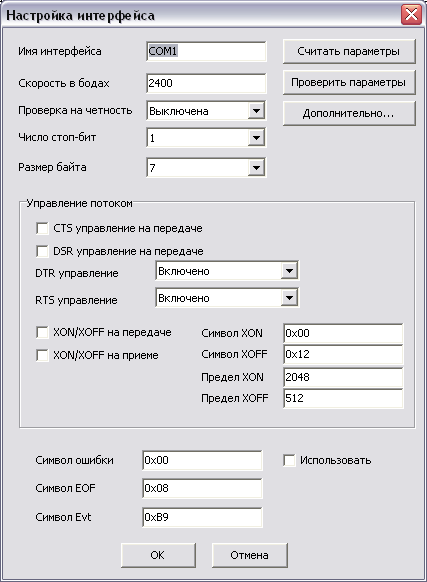 Настройка интерфейса
Имя интерфейса COM1 Считать параметры
Скорость в бодах 2400 Проверить параметры
Проверка на четность Выключена Дополнительно...
Число стоп-бит 1
Размер байта 7
Управление потоком
CTS управление на передаче
DSR управление на передаче
DTR управление Включено
RTS управление Включено
XON/XOFF на передаче Символ XON 0x00
XON/XOFF на приеме Символ XOFF 0x12
Предел XON 2048
Предел XOFF 512
Символ ошибки 0x00 Использовать
Символ EOF 0x08
Символ Evt 0xB9
OK Отмена